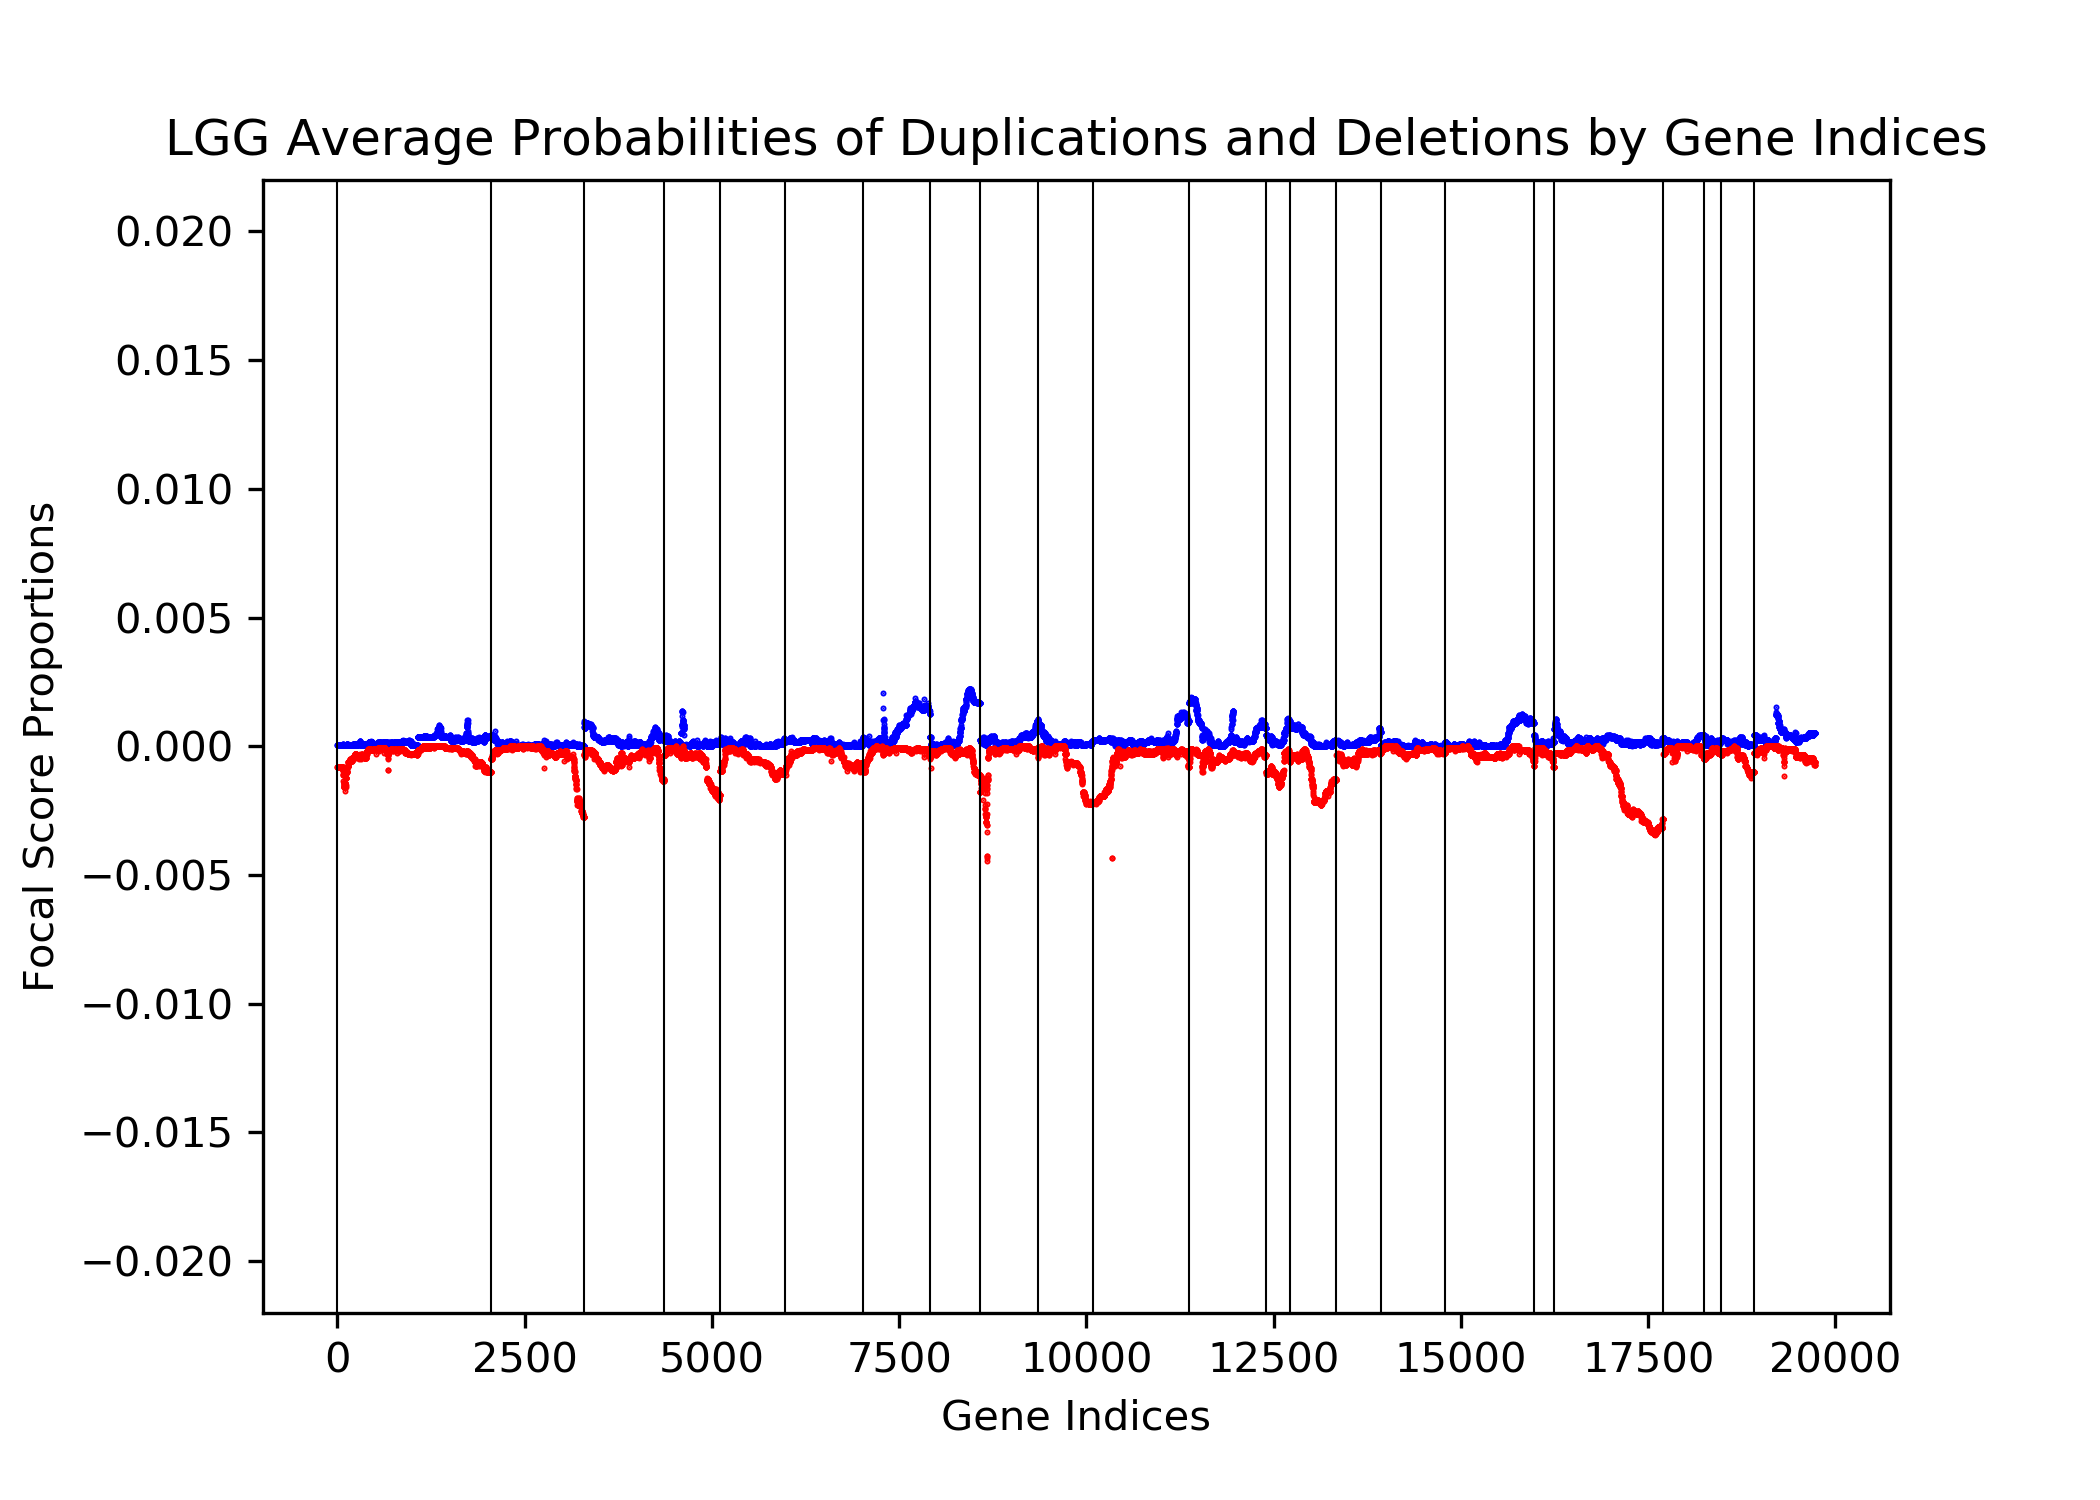 LGG Average Probabilities of Duplications and Deletions by Gene Indices
Focal Score Proportions
0.020
0.015
0.010
0.005
0.000
−0.005
−0.010
−0.015
−0.020
0 2500 5000 7500 10000 12500 15000 17500 20000
Gene Indices